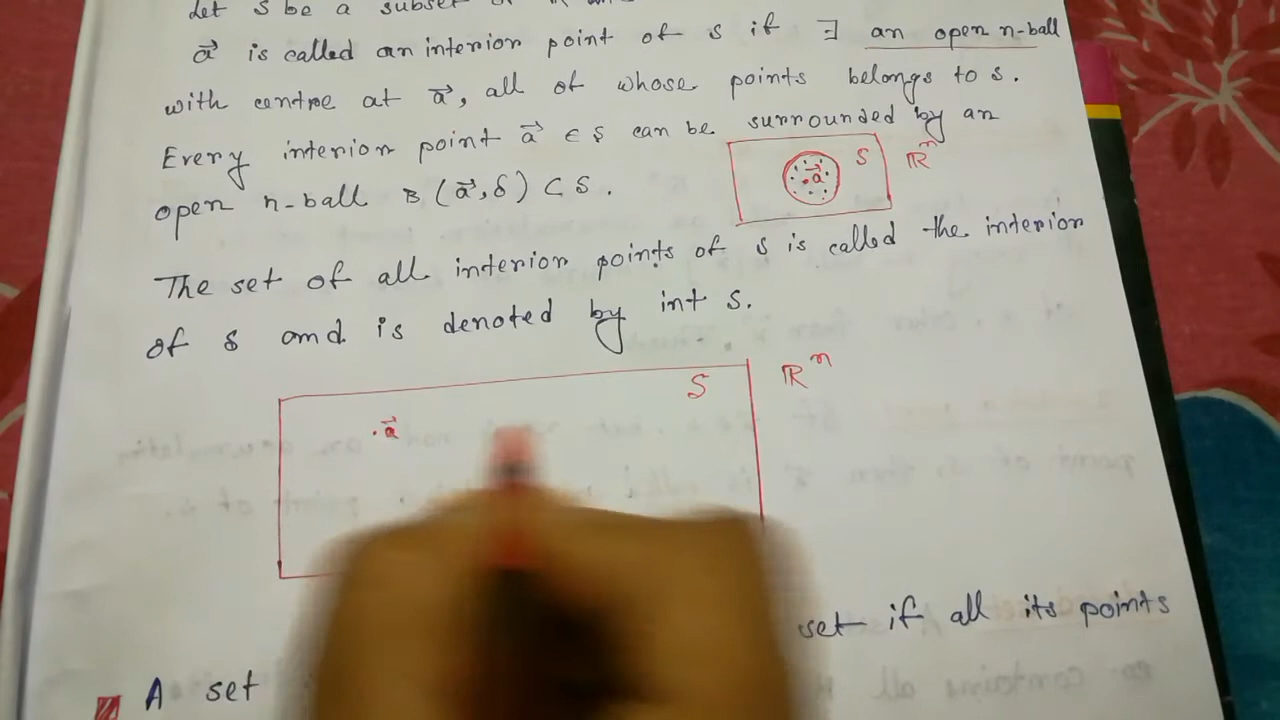 Let S be a subset
a⃗ is called an interior point of S if ∃ an open n-ball
with centre at a⃗, all of whose points belongs to S.
Every interior point a⃗ ∈ S can be surrounded by an
open n-ball B(a⃗, δ) ⊂ S.
S ℝⁿ
a⃗
The set of all interior points of S is called the interior
of S and is denoted by int S.
S ℝⁿ
a⃗
set if all its points
A set